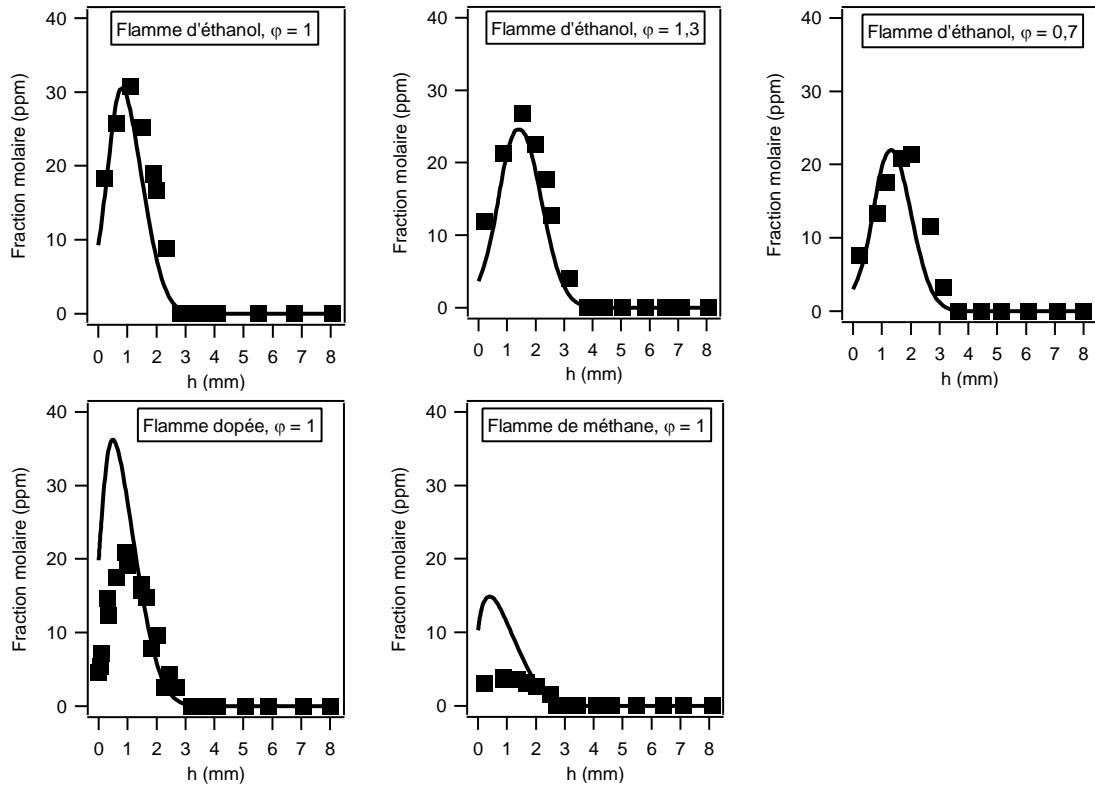 Flamme d'éthanol, φ = 1
Fraction molaire (ppm)
40
30
20
10
0
0 1 2 3 4 5 6 7 8
h (mm)
Flamme d'éthanol, φ = 1,3
Fraction molaire (ppm)
40
30
20
10
0
0 1 2 3 4 5 6 7 8
h (mm)
Flamme d'éthanol, φ = 0,7
Fraction molaire (ppm)
40
30
20
10
0
0 1 2 3 4 5 6 7 8
h (mm)
Flamme dopée, φ = 1
Fraction molaire (ppm)
40
30
20
10
0
0 1 2 3 4 5 6 7 8
h (mm)
Flamme de méthane, φ = 1
Fraction molaire (ppm)
40
30
20
10
0
0 1 2 3 4 5 6 7 8
h (mm)